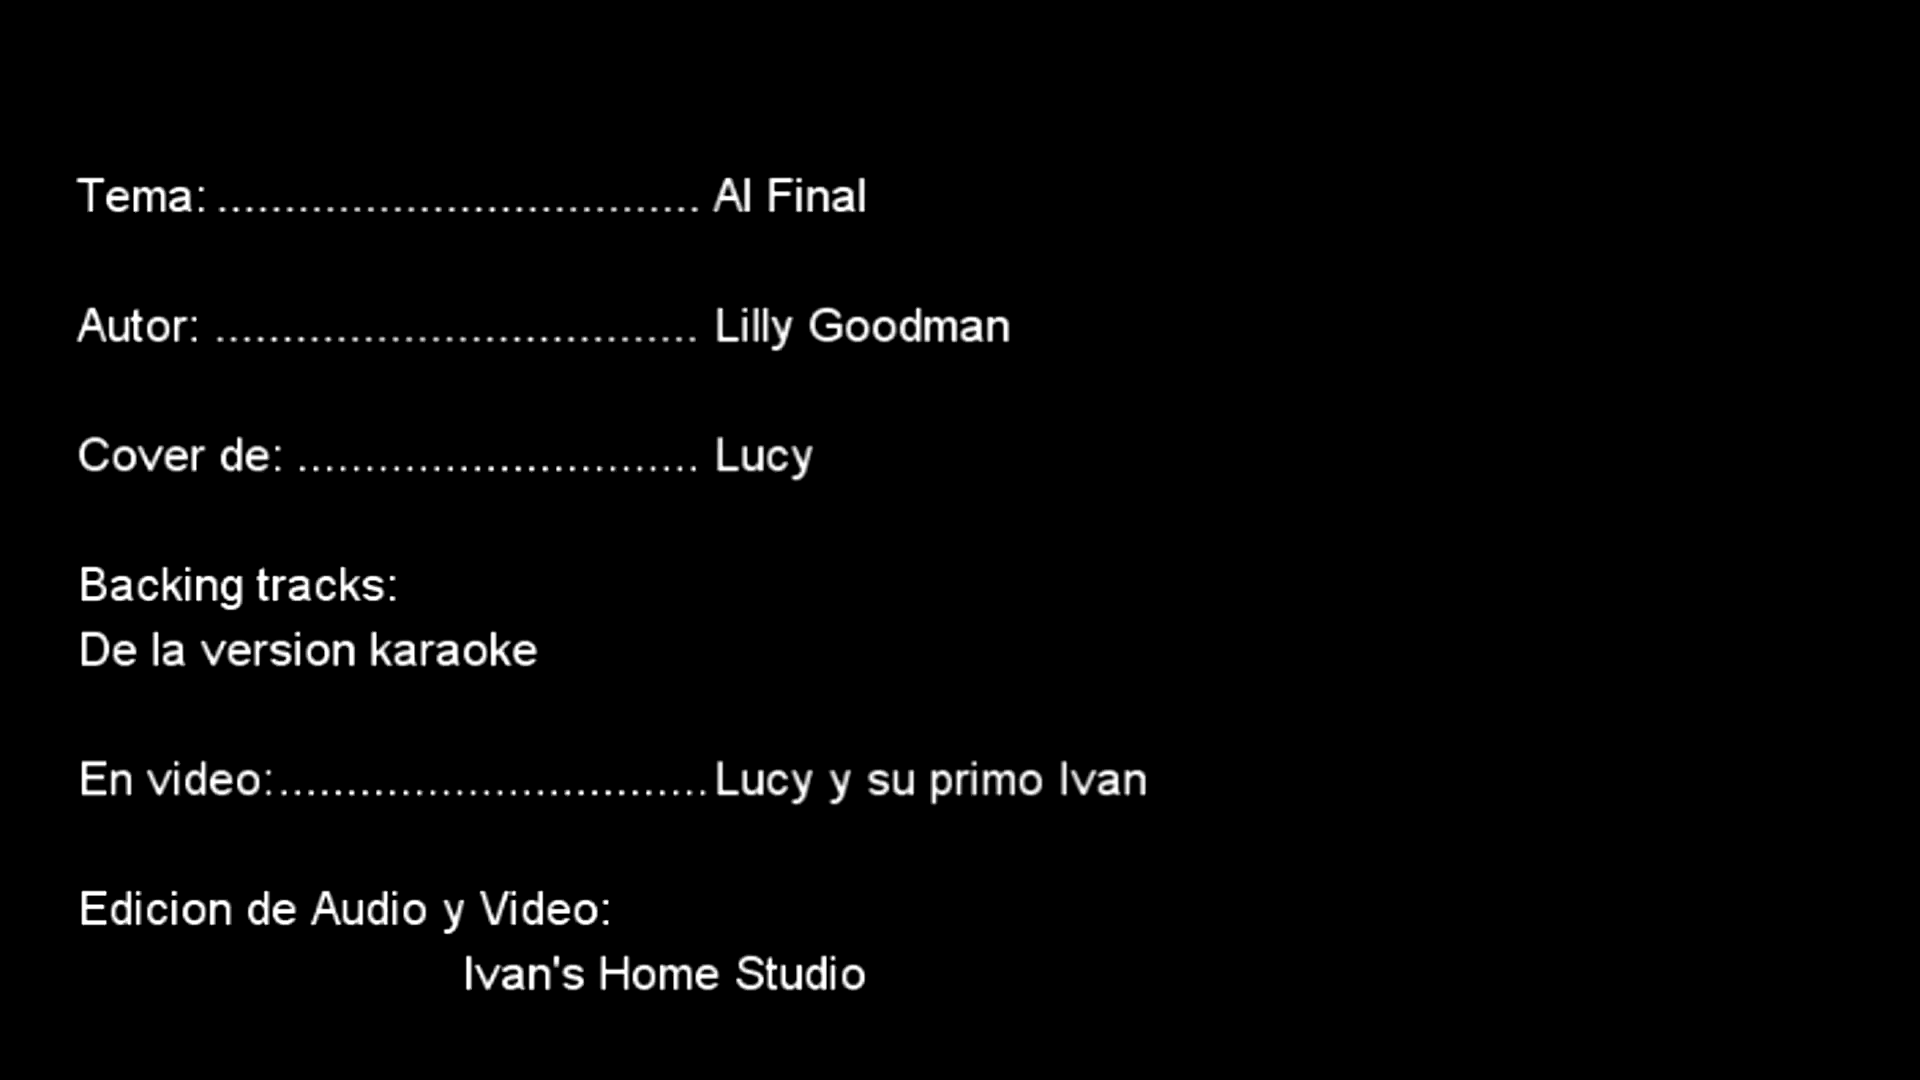 Tema: .................................... Al Final
Autor: .................................... Lilly Goodman
Cover de: .............................. Lucy
Backing tracks:
De la version karaoke
En video:................................Lucy y su primo Ivan
Edicion de Audio y Video:
Ivan's Home Studio